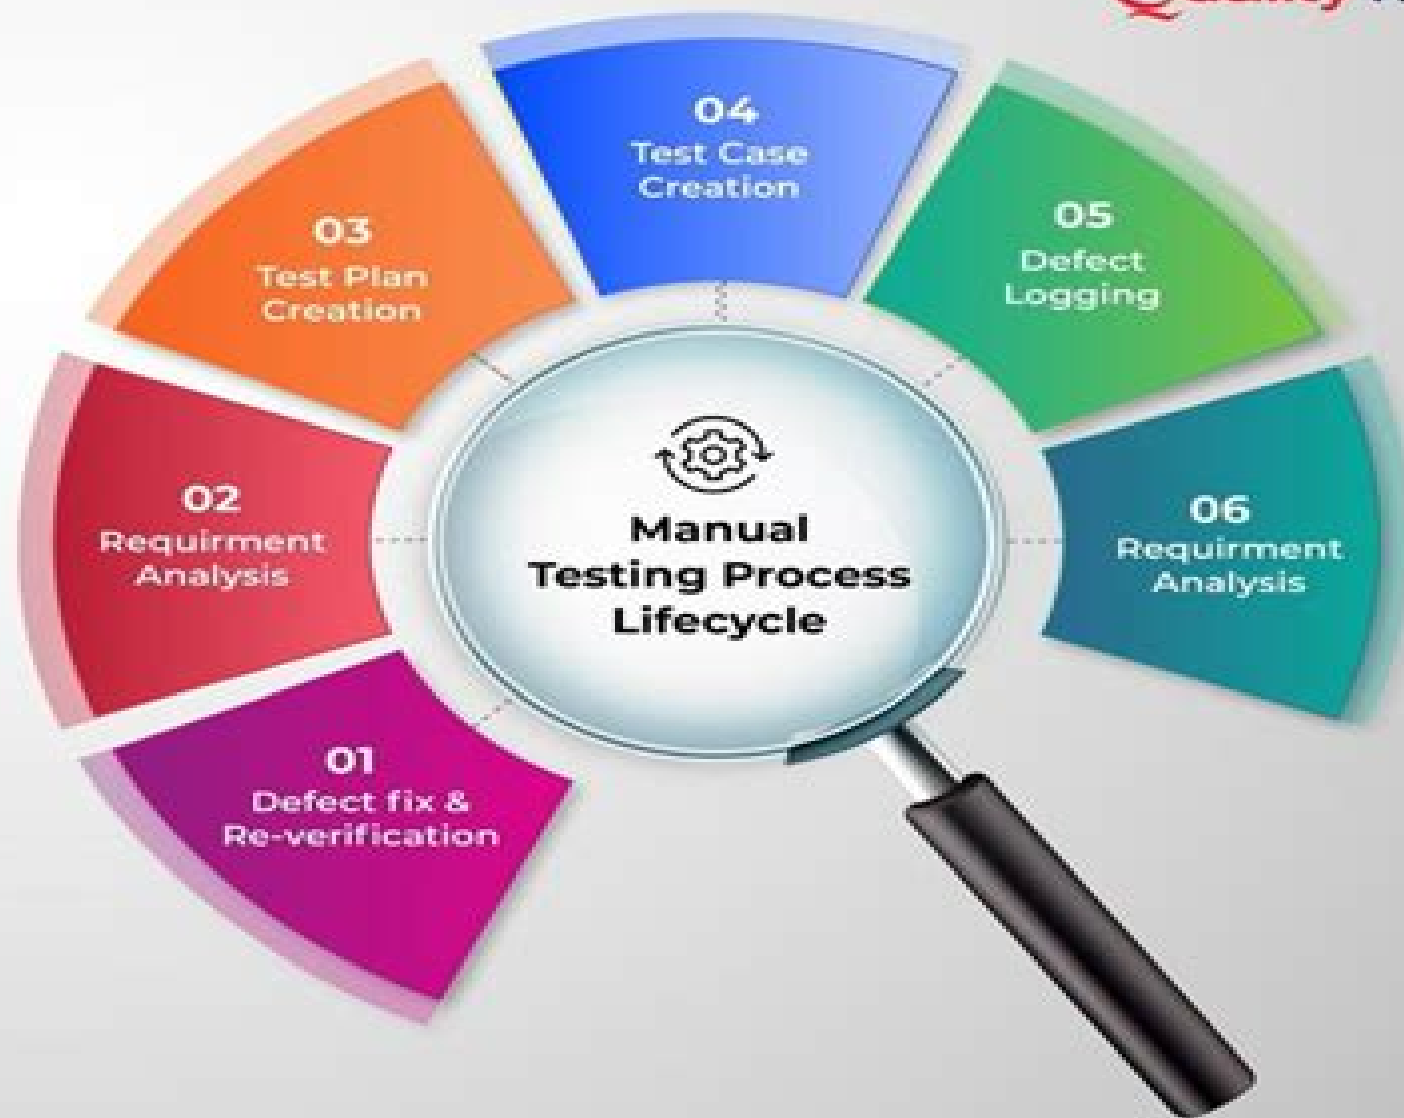 01
Defect fix &
Re-verification
02
Requirment
Analysis
03
Test Plan
Creation
04
Test Case
Creation
05
Defect
Logging
06
Requirment
Analysis
Manual
Testing Process
Lifecycle